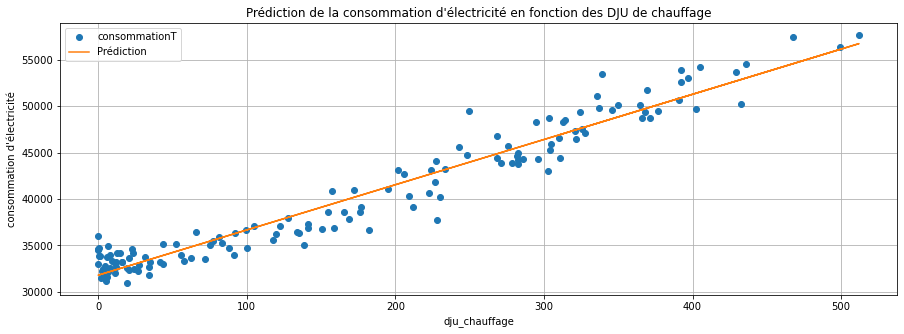 Prédiction de la consommation d'électricité en fonction des DJU de chauffage
consommationT
Prédiction
consommation d'électricité
55000
50000
45000
40000
35000
30000
0
100
200
300
400
500
dju_chauffage